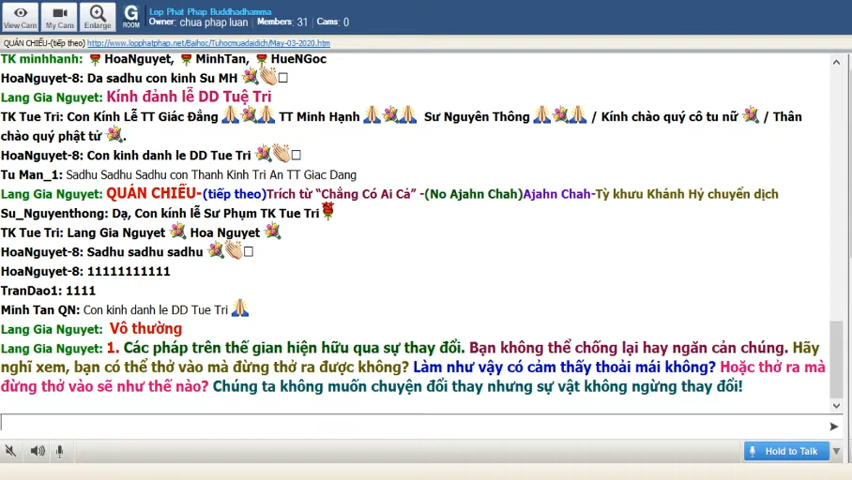 View Cam
My Cam
Enlarge
G
ROOM
Lop Phat Phap Buddhadhamma
Owner: chua phap luan Members: 31 Cams: 0
QUÁN CHIẾU-(tiếp theo) http://www.lopphatphap.net/Baihoc/Tuhocmuadaidich/May-03-2020.htm
TK minhhanh: HoaNguyet, MinhTan, HueNGoc
HoaNguyet-8: Da sadhu con kinh Su MH
Lang Gia Nguyet: Kính đảnh lễ DD Tuệ Tri
TK Tue Tri: Con Kính Lễ TT Giác Đẳng TT Minh Hạnh Sư Nguyên Thông / Kính chào quý cô tu nữ / Thân
chào quý phật tử .
HoaNguyet-8: Con kinh danh le DD Tue Tri
Tu Man_1: Sadhu Sadhu Sadhu con Thanh Kinh Tri An TT Giac Dang
Lang Gia Nguyet: QUÁN CHIẾU-(tiếp theo)Trích từ “Chẳng Có Ai Cả” -(No Ajahn Chah)Ajahn Chah-Tỳ khưu Khánh Hỷ chuyển dịch
Su_Nguyenthong: Dạ, Con kính lễ Sư Phụm TK Tue Tri
TK Tue Tri: Lang Gia Nguyet Hoa Nguyet
HoaNguyet-8: Sadhu sadhu sadhu
HoaNguyet-8: 11111111111
TranDao1: 1111
Minh Tan QN: Con kinh danh le DD Tue Tri
Lang Gia Nguyet: Vô thường
Lang Gia Nguyet: 1. Các pháp trên thế gian hiện hữu qua sự thay đổi. Bạn không thể chống lại hay ngăn cản chúng. Hãy
nghĩ xem, bạn có thể thở vào mà đừng thở ra được không? Làm như vậy có cảm thấy thoải mái không? Hoặc thở ra mà
đừng thở vào sẽ như thế nào? Chúng ta không muốn chuyện đổi thay nhưng sự vật không ngừng thay đổi!
Hold to Talk